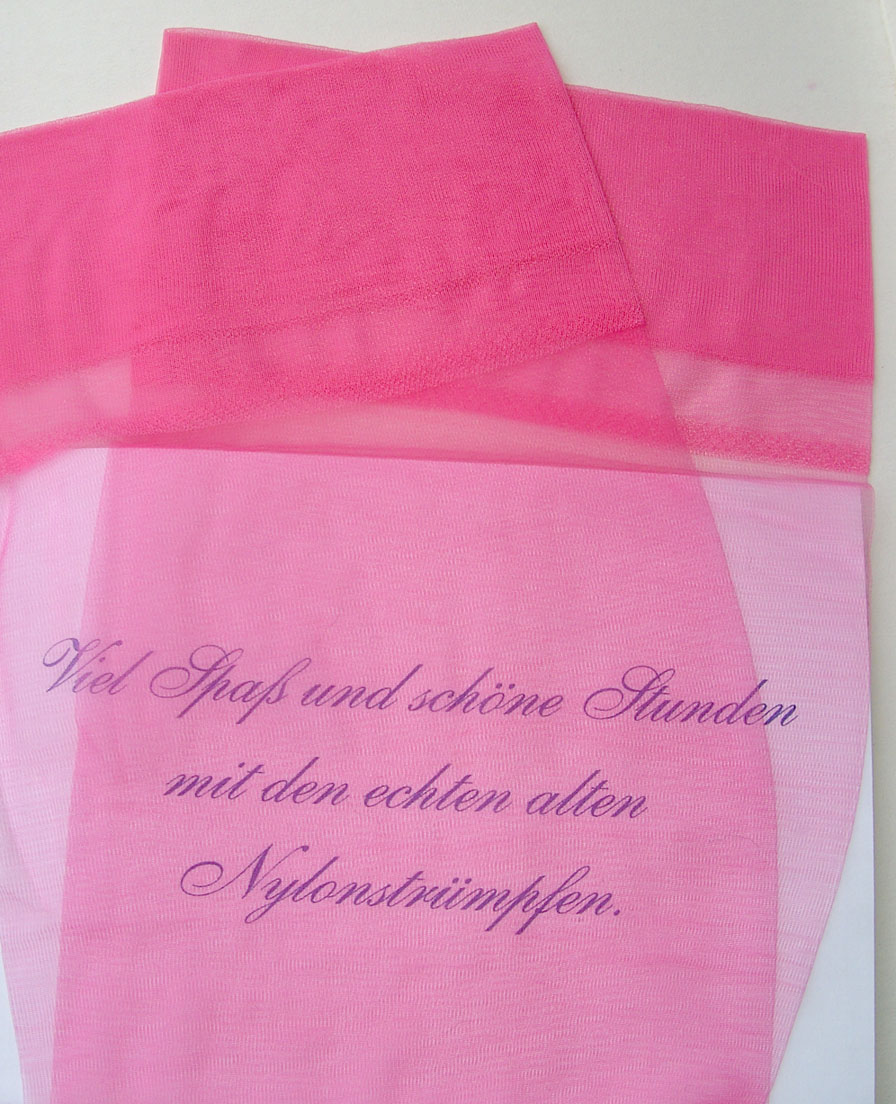 Viel Spaß und schöne Stunden
mit den echten alten
Nylonstrümpfen.